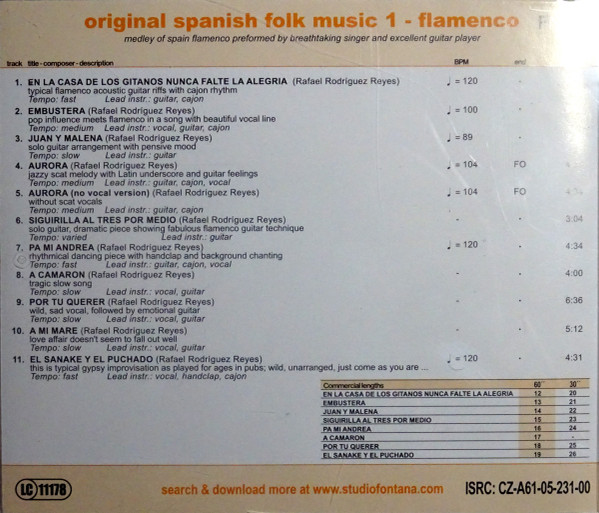 original spanish folk music 1 - flamenco
medley of spain flamenco preformed by breathtaking singer and excellent guitar player
track title - composer - description BPM end
1. EN LA CASA DE LOS GITANOS NUNCA FALTE LA ALEGRIA (Rafael Rodriguez Reyes) ♩ = 120 -
typical flamenco acoustic guitar riffs with cajon rhythm
Tempo: fast Lead instr.: guitar, cajon
2. EMBUSTERA (Rafael Rodriguez Reyes) ♩ = 100 -
pop influence meets flamenco in a song with beautiful vocal line
Tempo: medium Lead instr.: vocal, guitar, cajon
3. JUAN Y MALENA (Rafael Rodriguez Reyes) ♩ = 89 -
solo guitar arrangement with pensive mood
Tempo: slow Lead instr.: guitar
4. AURORA (Rafael Rodriguez Reyes) ♩ = 104 FO
jazzy scat melody with Latin underscore and guitar feelings
Tempo: medium Lead instr.: guitar, cajon, vocal
5. AURORA (no vocal version) (Rafael Rodriguez Reyes) ♩ = 104 FO
without scat vocals
Tempo: medium Lead instr.: guitar, cajon
6. SIGUIRILLA AL TRES POR MEDIO (Rafael Rodriguez Reyes) - - 3:04
solo guitar, dramatic piece showing fabulous flamenco guitar technique
Tempo: varied Lead instr.: guitar
7. PA MI ANDREA (Rafael Rodriguez Reyes) ♩ = 120 - 4:34
rhythmical dancing piece with handclap and background chanting
Tempo: fast Lead instr.: guitar, cajon, vocal
8. A CAMARON (Rafael Rodriguez Reyes) - - 4:00
tragic slow song
Tempo: slow Lead instr.: vocal, guitar
9. POR TU QUERER (Rafael Rodriguez Reyes) - - 6:36
wild, sad vocal, followed by emotional guitar
Tempo: slow Lead instr.: vocal, guitar
10. A MI MARE (Rafael Rodriguez Reyes) - - 5:12
love affair doesn't seem to fall out well
Tempo: slow Lead instr.: vocal, guitar
11. EL SANAKE Y EL PUCHADO (Rafael Rodriguez Reyes) ♩ = 120 - 4:31
this is typical gypsy improvisation as played for ages in pubs; wild, unarranged, just come as you are ...
Tempo: fast Lead instr.: vocal, handclap, cajon
Commercial lengths 60'' 30''
EN LA CASA DE LOS GITANOS NUNCA FALTE LA ALEGRIA 12 20
EMBUSTERA 13 21
JUAN Y MALENA 14 22
SIGUIRILLA AL TRES POR MEDIO 15 23
PA MI ANDREA 16 24
A CAMARON 17 -
POR TU QUERER 18 25
EL SANAKE Y EL PUCHADO 19 26
LC 11178
search & download more at www.studiofontana.com
ISRC: CZ-A61-05-231-00